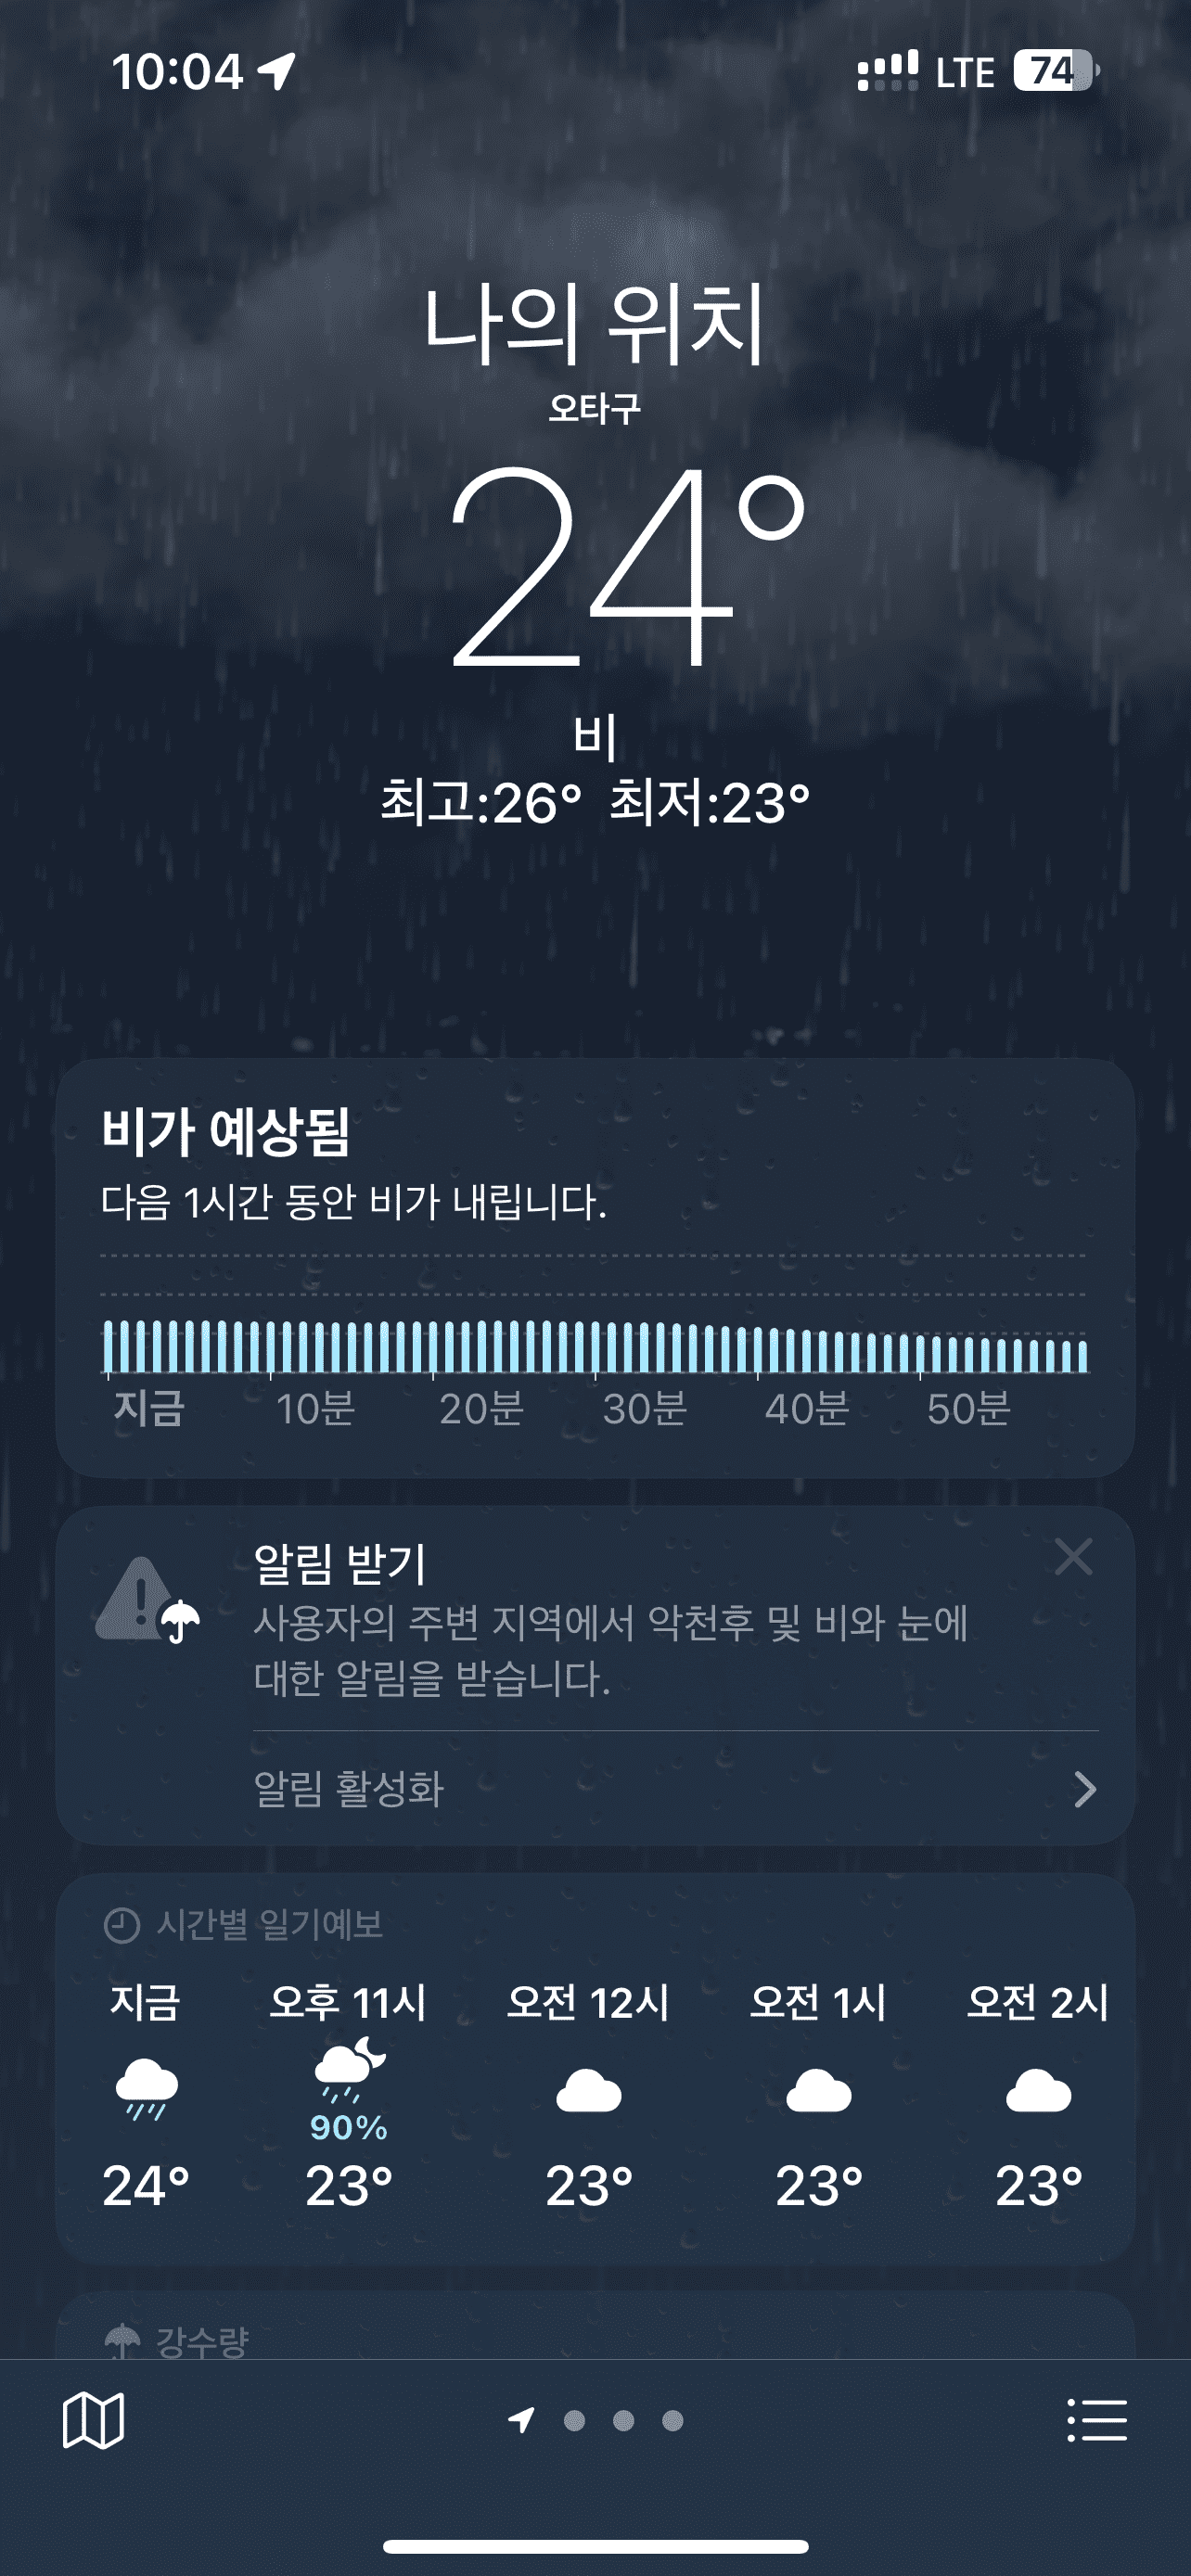 10:04 LTE 74
나의 위치
오타구
24°
비
최고:26° 최저:23°
비가 예상됨
다음 1시간 동안 비가 내립니다.
지금 10분 20분 30분 40분 50분
알림 받기
사용자의 주변 지역에서 악천후 및 비와 눈에
대한 알림을 받습니다.
알림 활성화
시간별 일기예보
지금 오후 11시 오전 12시 오전 1시 오전 2시
90%
24° 23° 23° 23° 23°
강수량